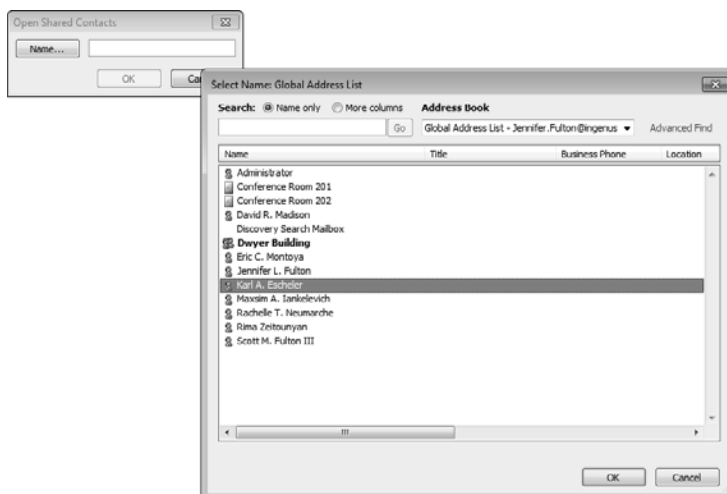 Open Shared Contacts
Name...
OK
Select Name: Global Address List
Search: Name only More columns Address Book
Go Global Address List - Jennifer.Fulton@ingenus Advanced Find
Name Title Business Phone Location
Administrator
Conference Room 201
Conference Room 202
David R. Madison
Discovery Search Mailbox
Dwyer Building
Eric C. Montoya
Jennifer L. Fulton
Karl A. Escheler
Maxsim A. Iankelevich
Rachelle T. Neumarche
Rima Zeitounyan
Scott M. Fulton III
OK Cancel